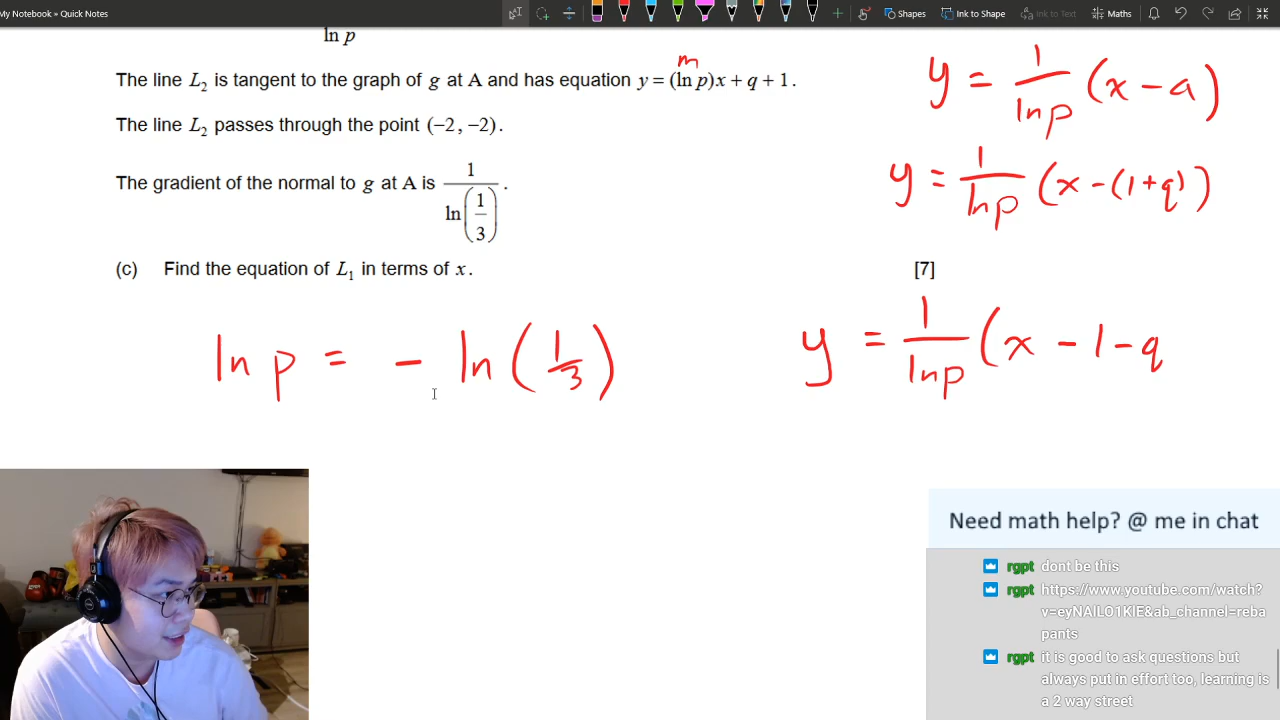 My Notebook » Quick Notes
Shapes
Ink to Shape
Ink to Text
Maths
ln p
m
The line L₂ is tangent to the graph of g at A and has equation y = (ln p)x + q + 1.
The line L₂ passes through the point (−2, −2).
The gradient of the normal to g at A is 1/ln(1/3).
(c) Find the equation of L₁ in terms of x. [7]
y = 1/ln p (x − a)
y = 1/ln p (x − (1+q))
ln p = − ln (1/3)
y = 1/ln p (x − 1 − q
Need math help? @ me in chat
rgpt dont be this
rgpt https://www.youtube.com/watch?
v=eyNAILO1KIE&ab_channel=reba
pants
rgpt it is good to ask questions but
always put in effort too, learning is
a 2 way street